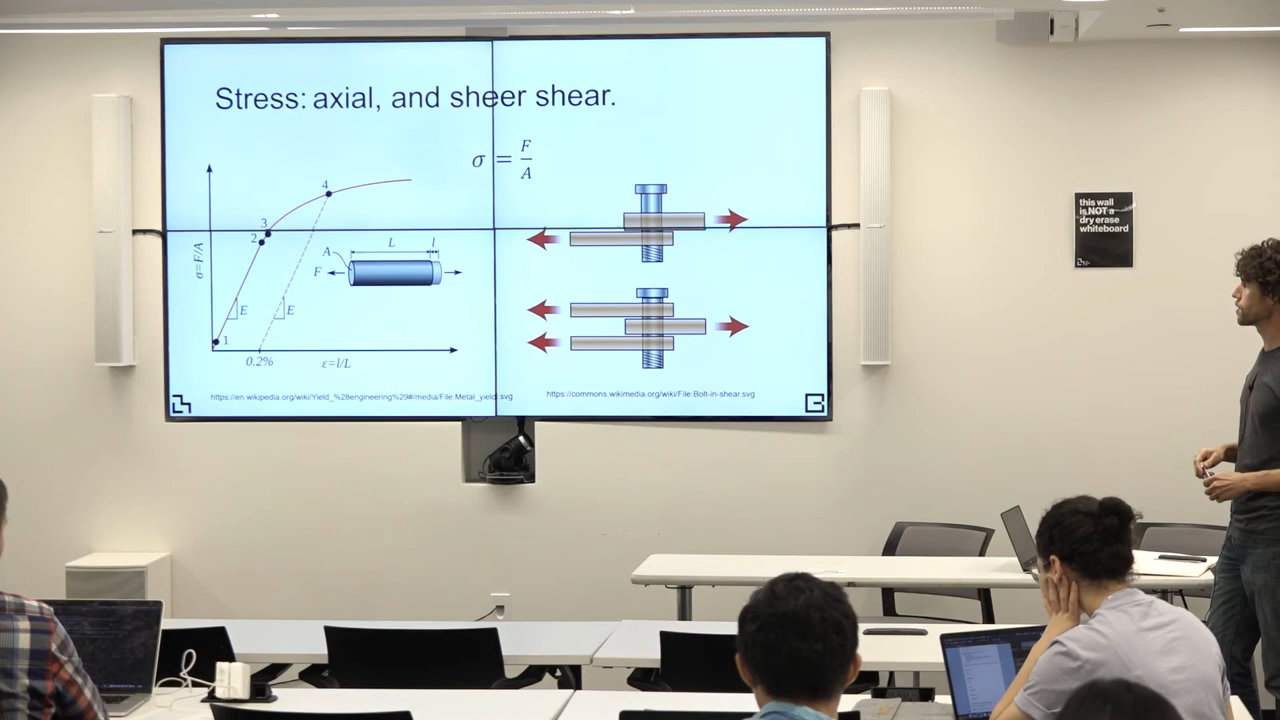 Stress: axial, and sheer shear.
σ = F/A
4
3
2
1
σ=F/A
E
E
0.2%
ε=l/L
L
l
A
F
https://en.wikipedia.org/wiki/Yield_%28engineering%29#/media/File:Metal_yield.svg
https://commons.wikimedia.org/wiki/File:Bolt-in-shear.svg
this wall
is NOT a
dry erase
whiteboard